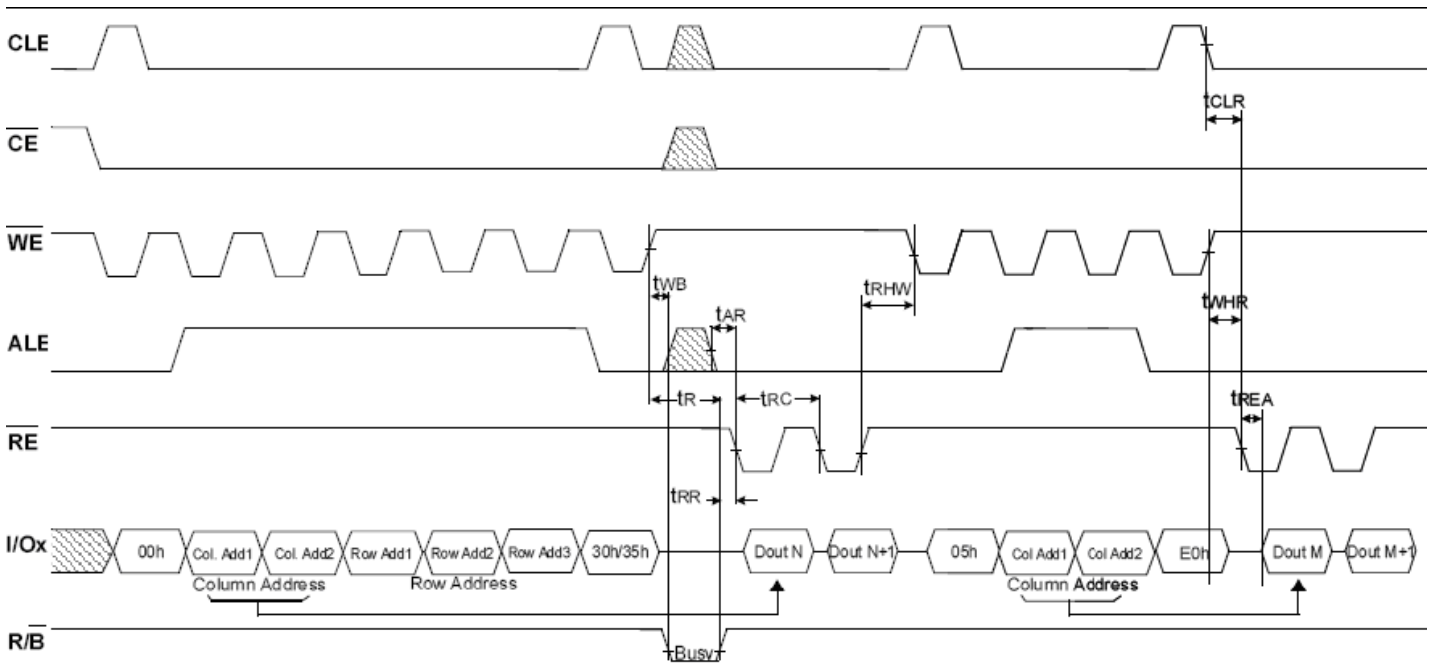 CLE
tCLR
CE
WE
tWB
tRHW
tWHR
tAR
ALE
tR
tRC
tREA
RE
tRR
I/Ox
00h Col. Add1 Col. Add2 Row Add1 Row Add2 Row Add3 30h/35h Dout N Dout N+1 05h Col Add1 Col Add2 E0h Dout M Dout M+1
Column Address Row Address Column Address
R/B
Busy